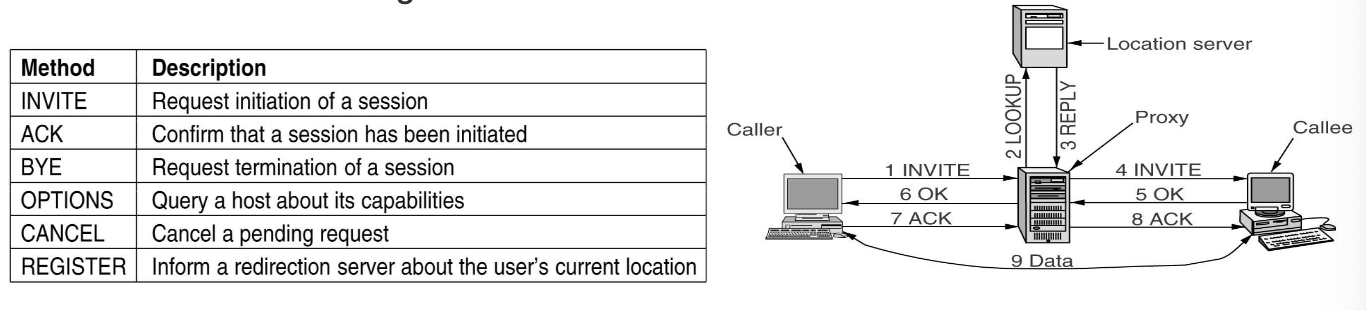 Method Description
INVITE Request initiation of a session
ACK Confirm that a session has been initiated
BYE Request termination of a session
OPTIONS Query a host about its capabilities
CANCEL Cancel a pending request
REGISTER Inform a redirection server about the user's current location
Location server
2 LOOKUP
3 REPLY
Caller
Proxy
Callee
1 INVITE
4 INVITE
6 OK
5 OK
7 ACK
8 ACK
9 Data